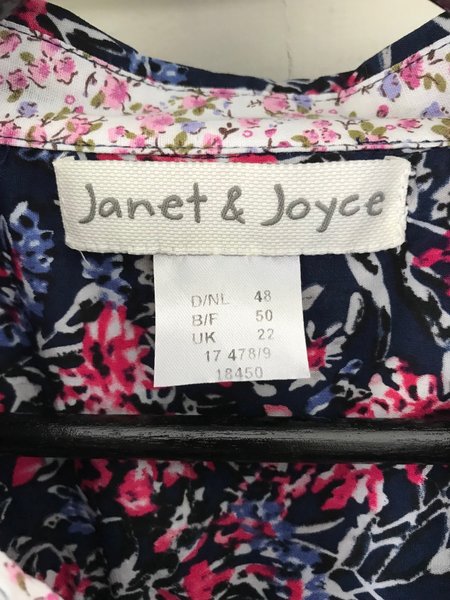 Janet & Joyce
D/NL 48
B/F 50
UK 22
17 478/9
18450